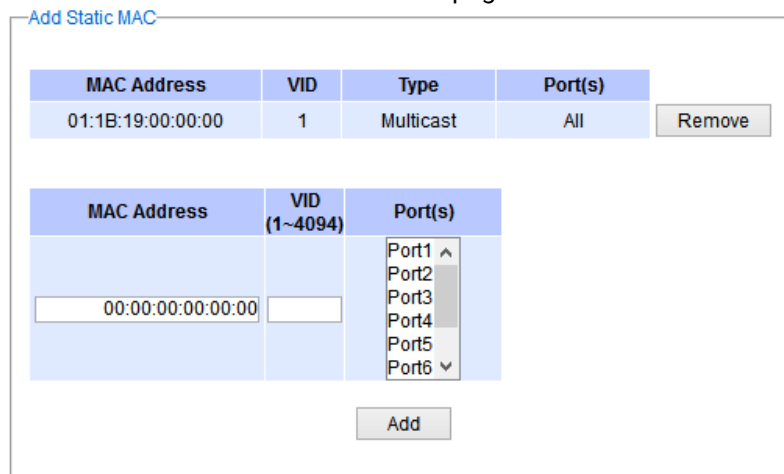 Add Static MAC
MAC Address VID Type Port(s)
01:1B:19:00:00:00 1 Multicast All Remove
MAC Address VID (1~4094) Port(s)
00:00:00:00:00:00
Port1
Port2
Port3
Port4
Port5
Port6
Add